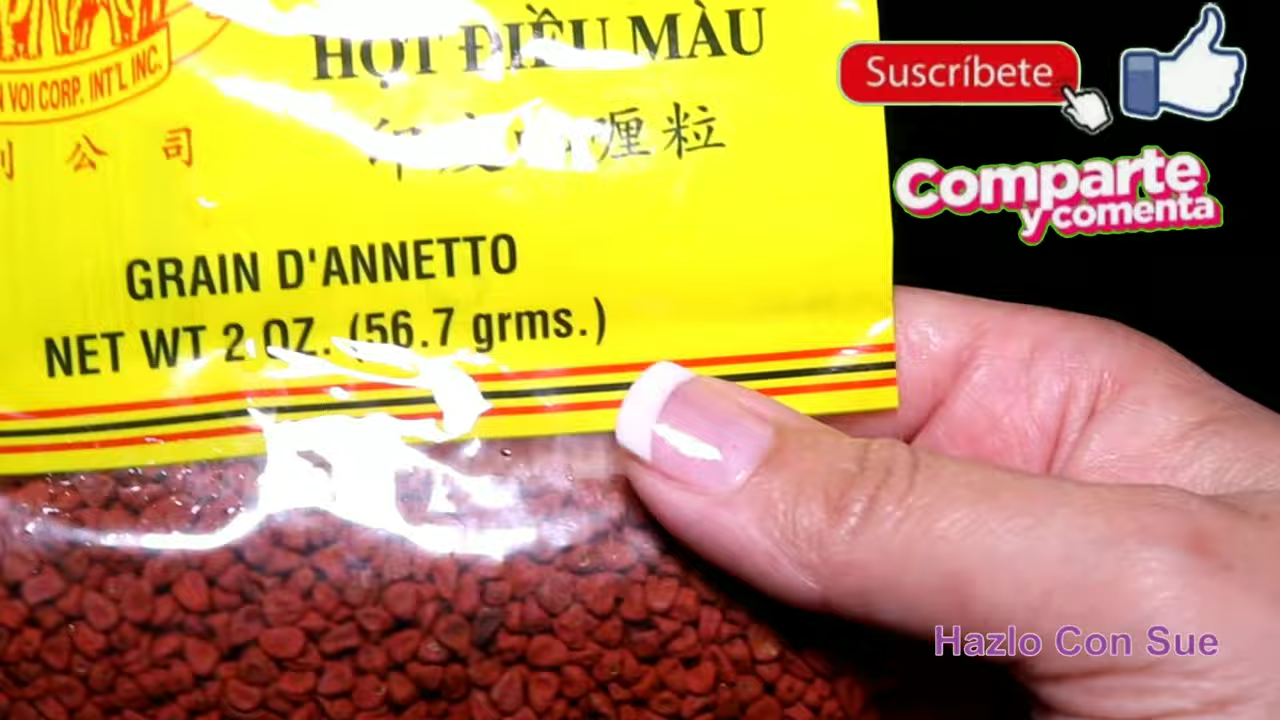 HỘT ĐIỀU MÀU
VOI CORP. INT'L INC.
公司
粒
GRAIN D'ANNETTO
NET WT 2 OZ. (56.7 grms.)
Suscríbete
Comparte
y comenta
Hazlo Con Sue